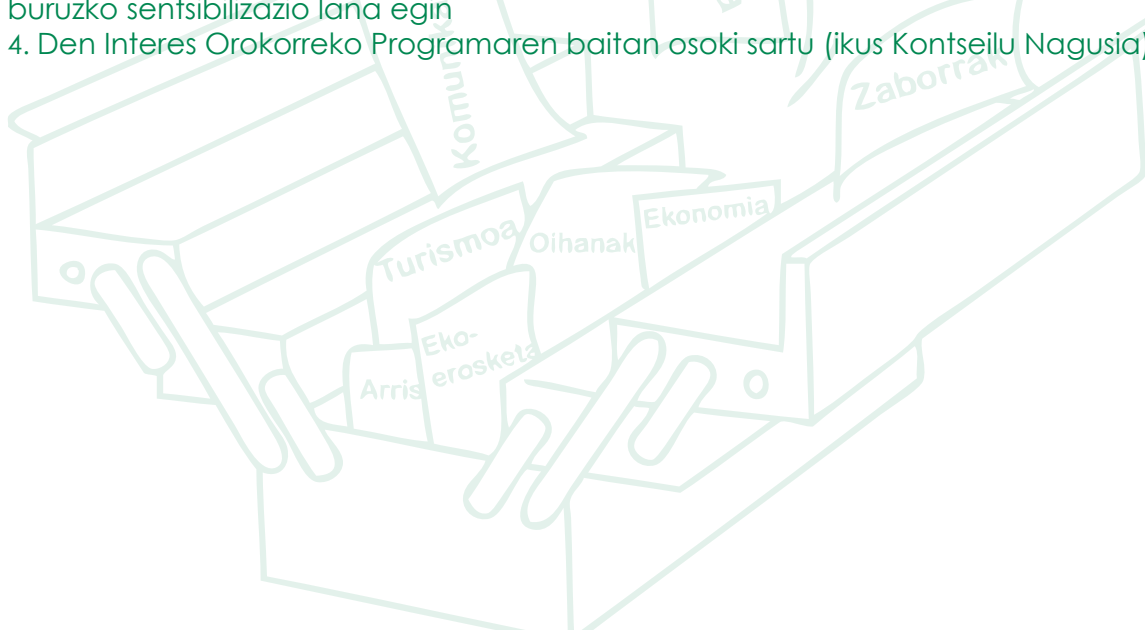 buruzko sentsibilizazio lana egin
4. Den Interes Orokorreko Programaren baitan osoki sartu (ikus Kontseilu Nagusia)
Zaborrak
Ekonomia
Turismoa
Oihanak
Eko-
erosketa
Arris